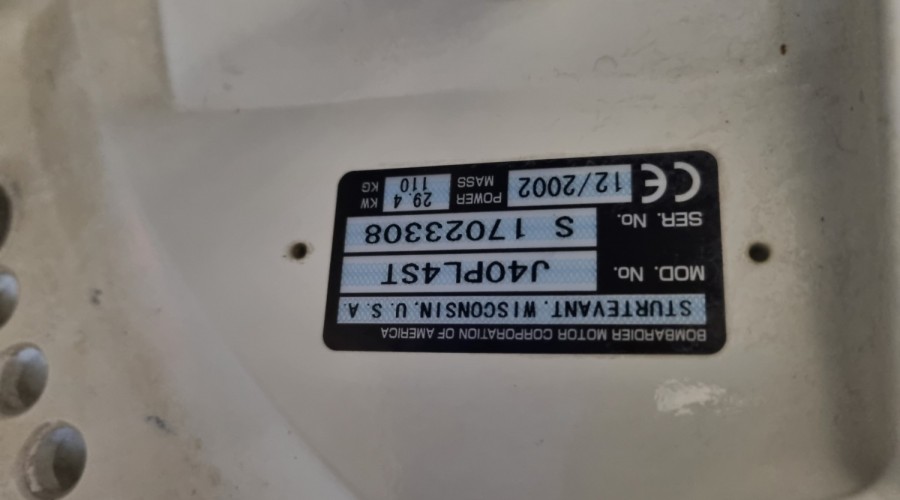 BOMBARDIER MOTOR CORPORATION OF AMERICA
STURTEVANT. WISCONSIN. U. S. A.
MOD. No. J40PL4ST
SER. No. S 17023308
CE 12/2002 POWER 29.4 KW
MASS 110 KG